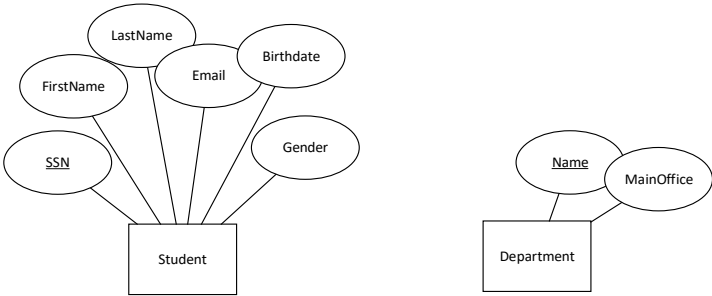 LastName
Birthdate
Email
FirstName
Gender
SSN
Name
MainOffice
Student
Department